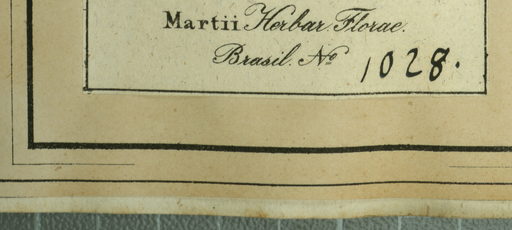 Martii Herbar. Florae.
Brasil. No 1028.